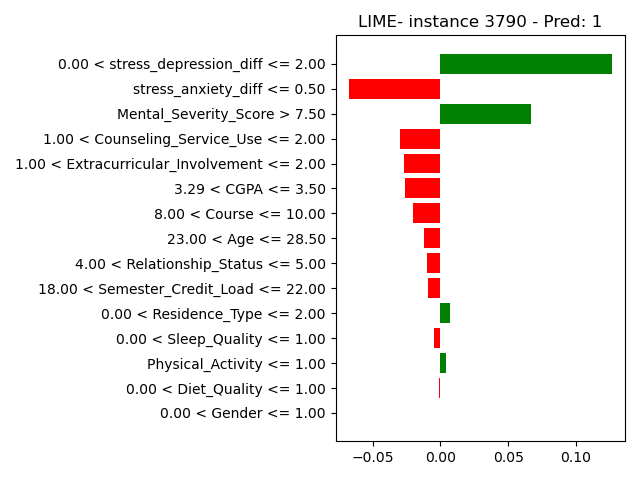 LIME- instance 3790 - Pred: 1
0.00 < stress_depression_diff <= 2.00
stress_anxiety_diff <= 0.50
Mental_Severity_Score > 7.50
1.00 < Counseling_Service_Use <= 2.00
1.00 < Extracurricular_Involvement <= 2.00
3.29 < CGPA <= 3.50
8.00 < Course <= 10.00
23.00 < Age <= 28.50
4.00 < Relationship_Status <= 5.00
18.00 < Semester_Credit_Load <= 22.00
0.00 < Residence_Type <= 2.00
0.00 < Sleep_Quality <= 1.00
Physical_Activity <= 1.00
0.00 < Diet_Quality <= 1.00
0.00 < Gender <= 1.00
−0.05 0.00 0.05 0.10